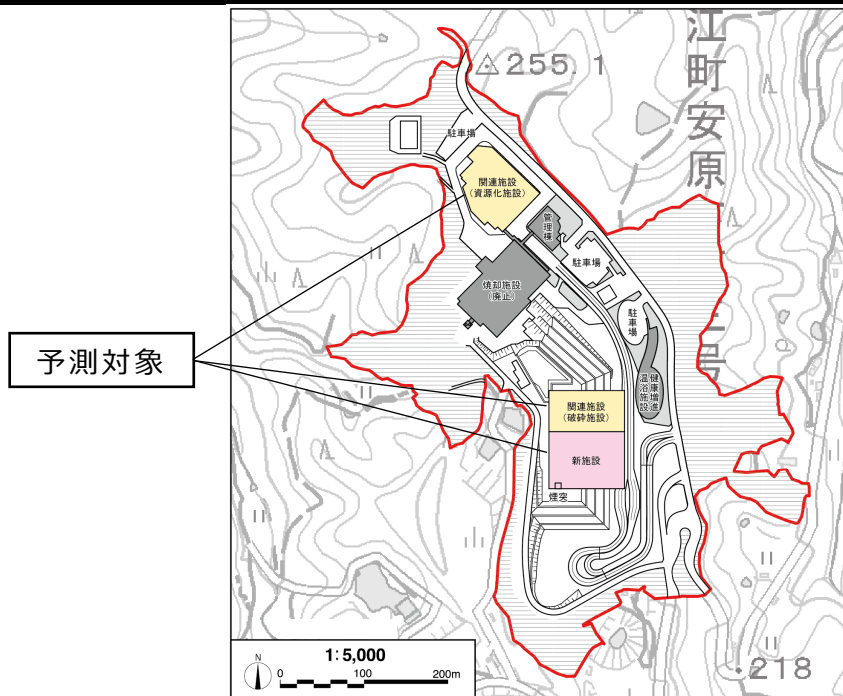 255.1
江町安原
駐車場
関連施設
（資源化施設）
管理棟
駐車場
焼却施設
（廃止）
駐車場
健康増進
温浴施設
予測対象
関連施設
（破砕施設）
新施設
煙突
N
1:5,000
0 100 200m
218